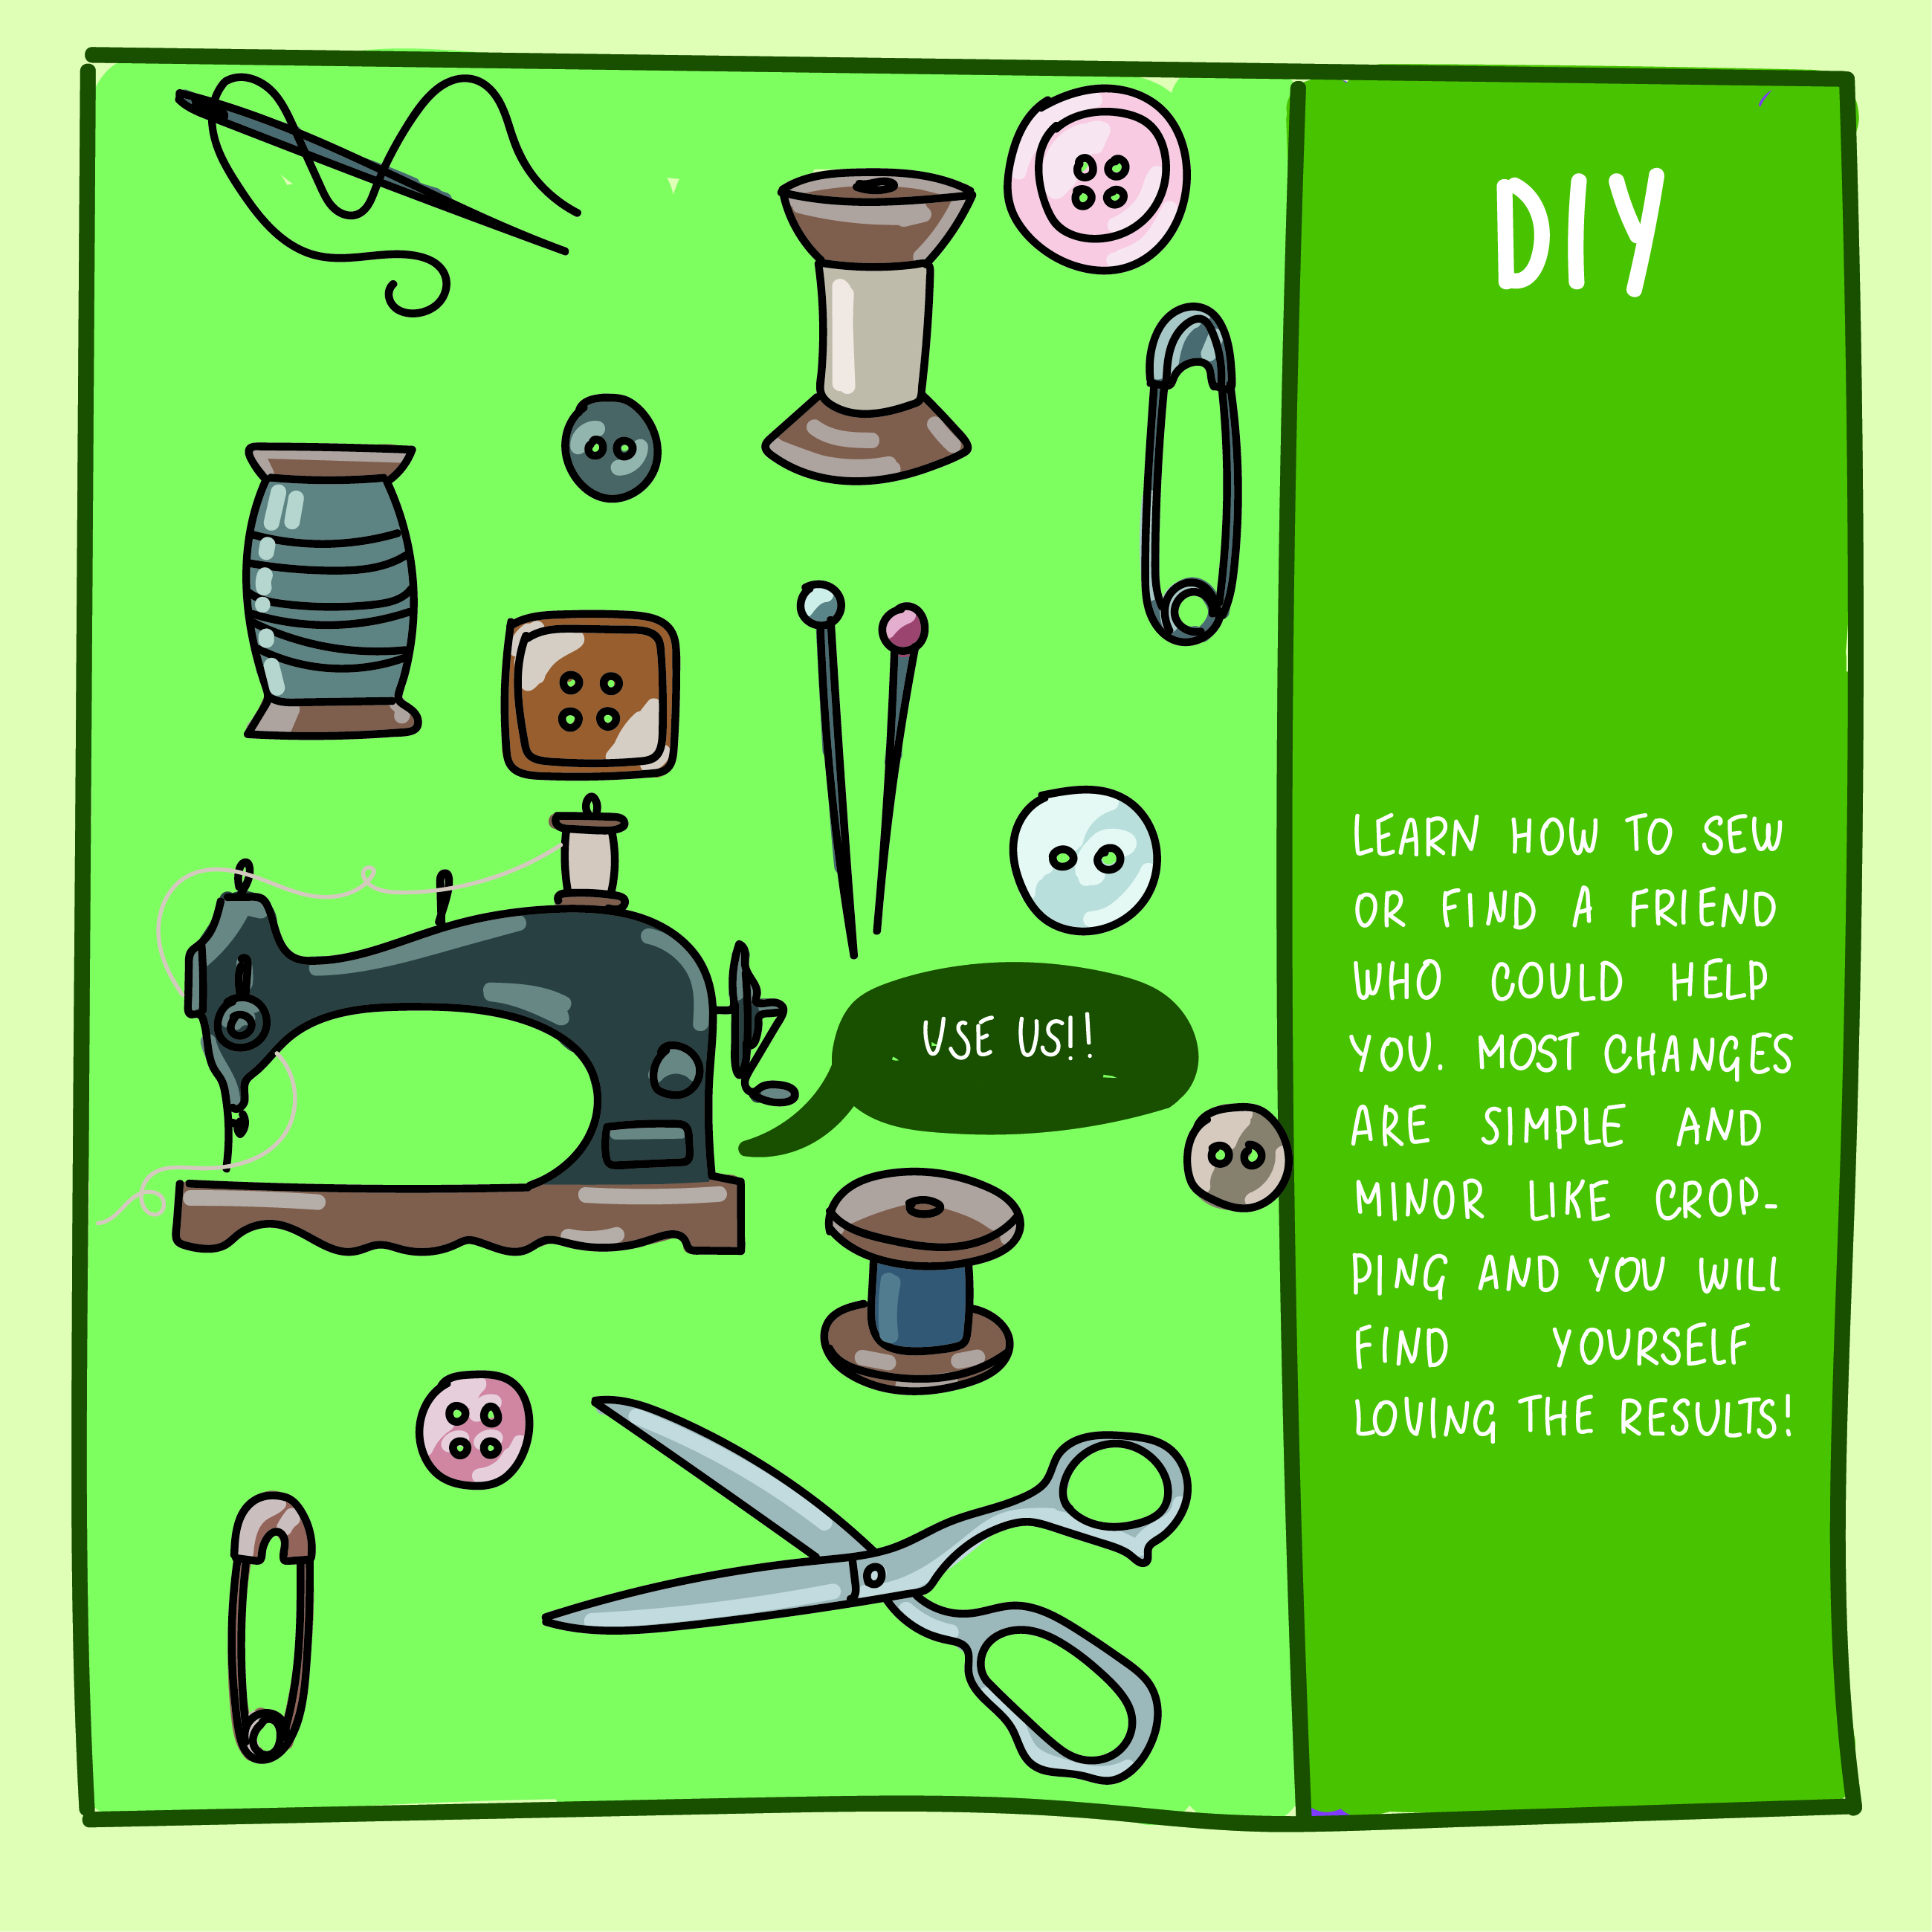 DIY
USE US!!
LEARN HOW TO SEW
OR FIND A FRIEND
WHO COULD HELP
YOU. MOST CHANGES
ARE SIMPLE AND
MINOR LIKE CROP-
PING AND YOU WILL
FIND YOURSELF
LOVING THE RESULTS!